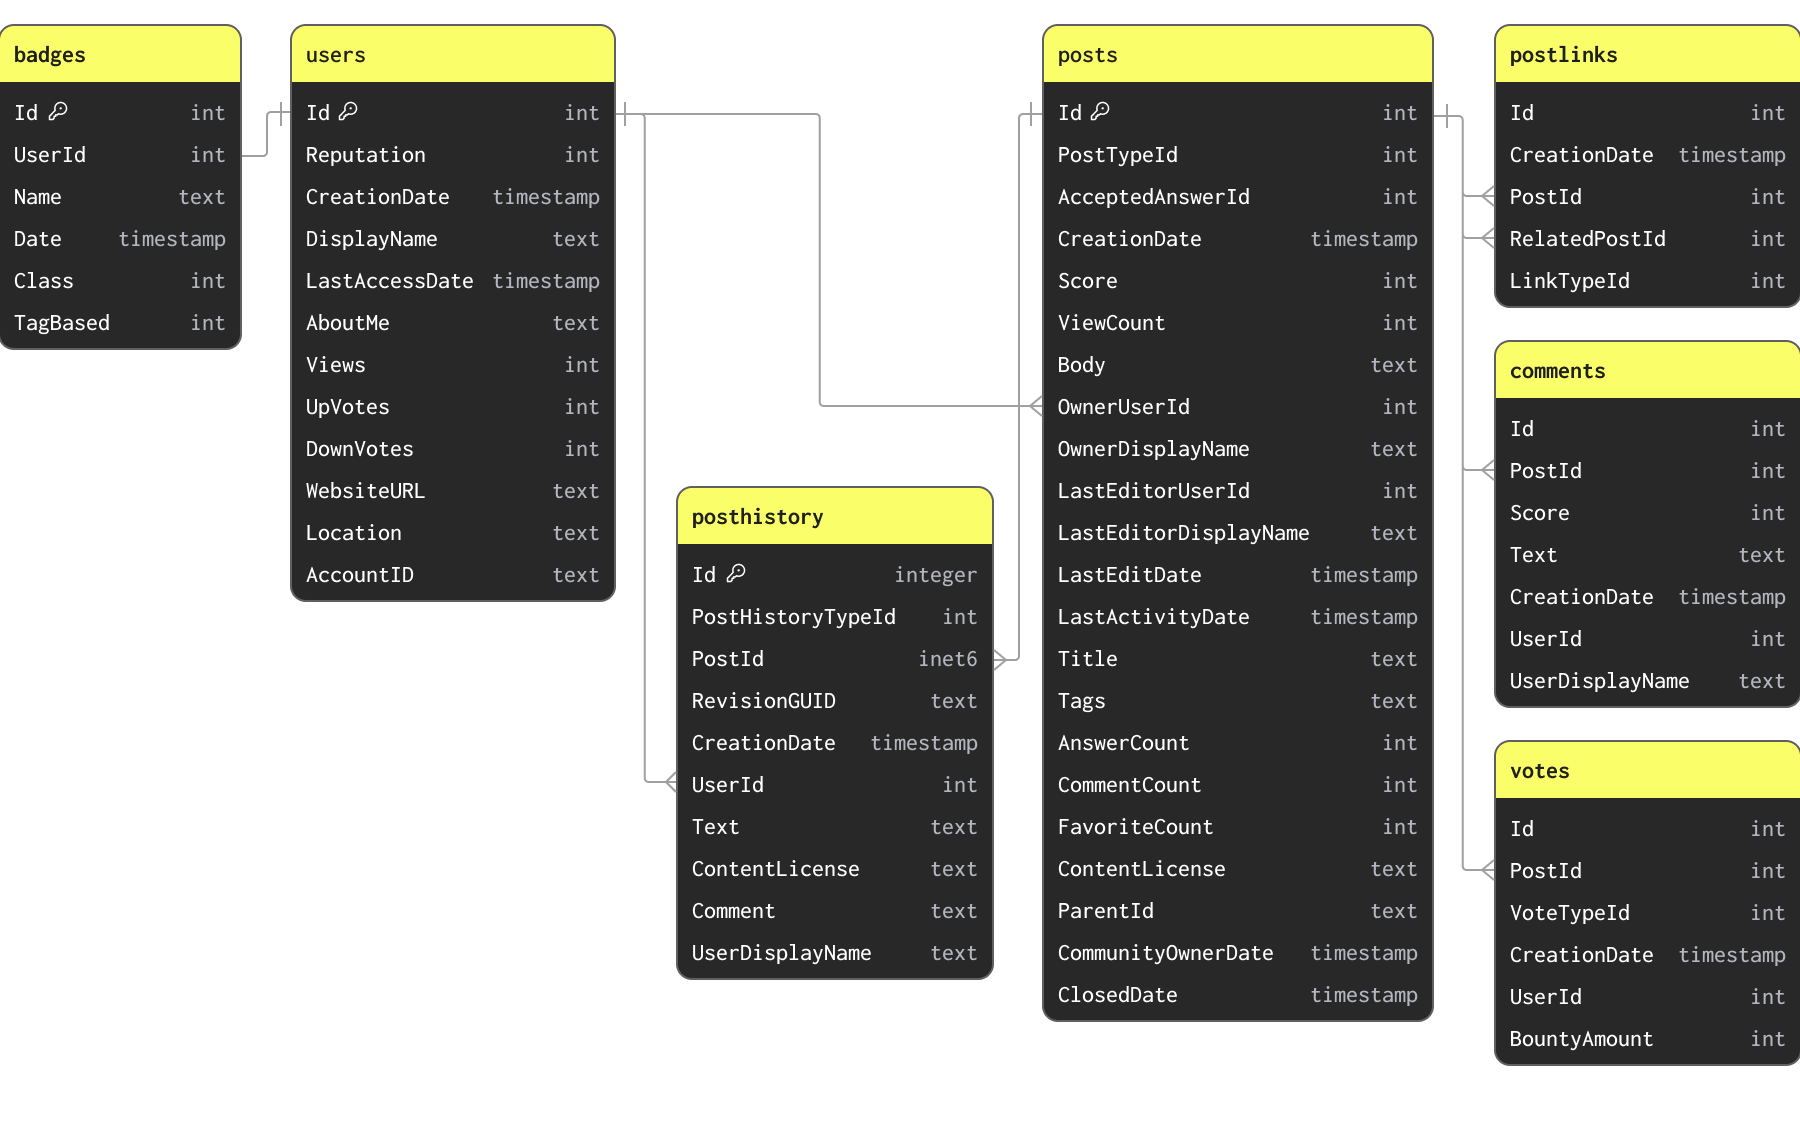 badges
Id int
UserId int
Name text
Date timestamp
Class int
TagBased int
users
Id int
Reputation int
CreationDate timestamp
DisplayName text
LastAccessDate timestamp
AboutMe text
Views int
UpVotes int
DownVotes int
WebsiteURL text
Location text
AccountID text
posthistory
Id integer
PostHistoryTypeId int
PostId inet6
RevisionGUID text
CreationDate timestamp
UserId int
Text text
ContentLicense text
Comment text
UserDisplayName text
posts
Id int
PostTypeId int
AcceptedAnswerId int
CreationDate timestamp
Score int
ViewCount int
Body text
OwnerUserId int
OwnerDisplayName text
LastEditorUserId int
LastEditorDisplayName text
LastEditDate timestamp
LastActivityDate timestamp
Title text
Tags text
AnswerCount int
CommentCount int
FavoriteCount int
ContentLicense text
ParentId text
CommunityOwnerDate timestamp
ClosedDate timestamp
postlinks
Id int
CreationDate timestamp
PostId int
RelatedPostId int
LinkTypeId int
comments
Id int
PostId int
Score int
Text text
CreationDate timestamp
UserId int
UserDisplayName text
votes
Id int
PostId int
VoteTypeId int
CreationDate timestamp
UserId int
BountyAmount int